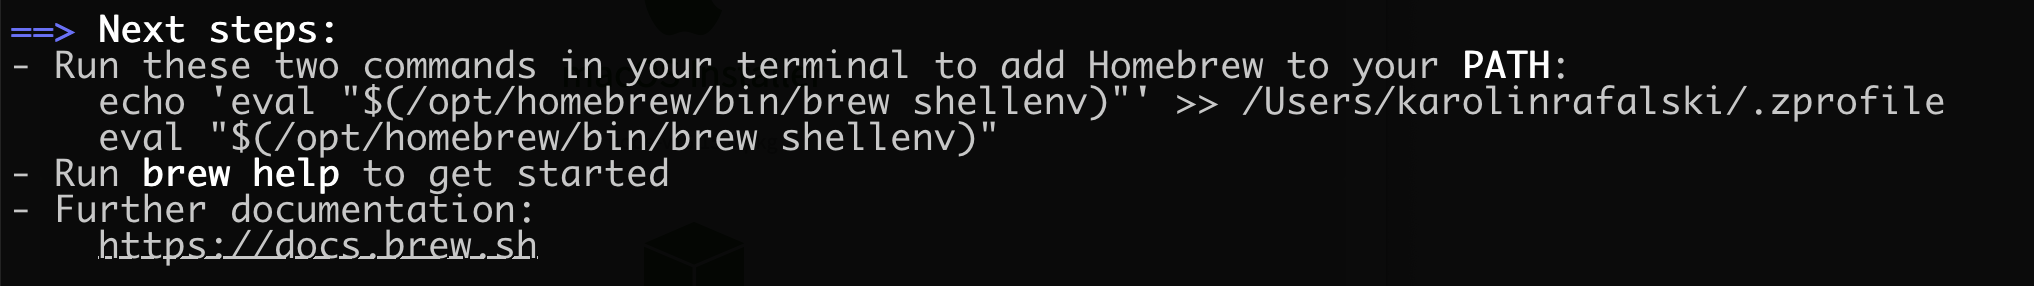 ==> Next steps:
- Run these two commands in your terminal to add Homebrew to your PATH:
    echo 'eval "$(/opt/homebrew/bin/brew shellenv)"' >> /Users/karolinrafalski/.zprofile
    eval "$(/opt/homebrew/bin/brew shellenv)"
- Run brew help to get started
- Further documentation:
    https://docs.brew.sh